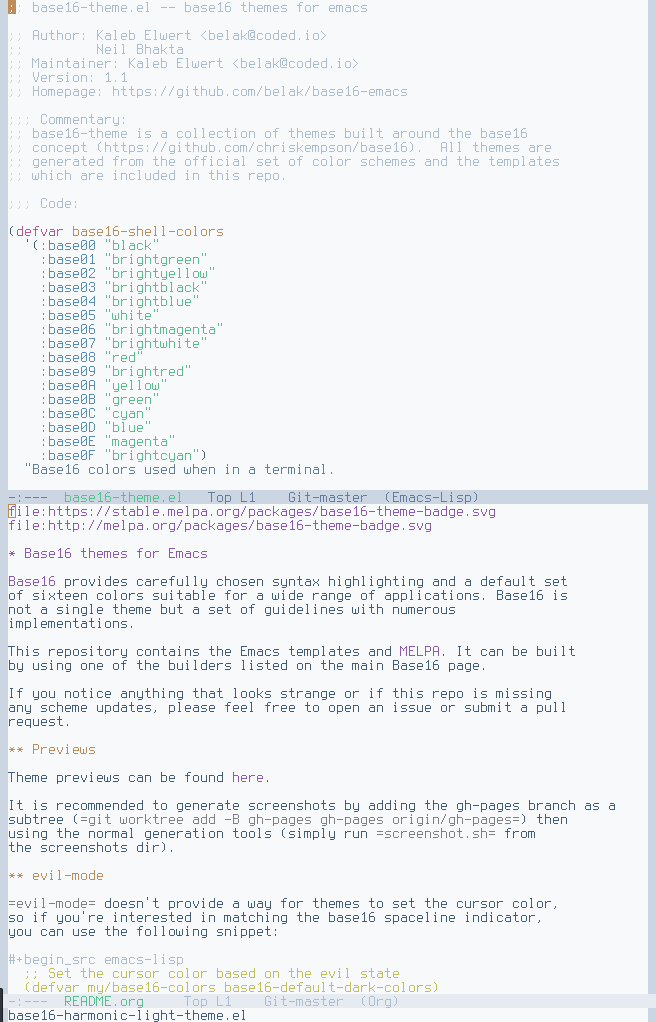 ;;; base16-theme.el -- base16 themes for emacs
;; Author: Kaleb Elwert <belak@coded.io>
;;         Neil Bhakta
;; Maintainer: Kaleb Elwert <belak@coded.io>
;; Version: 1.1
;; Homepage: https://github.com/belak/base16-emacs
;;; Commentary:
;; base16-theme is a collection of themes built around the base16
;; concept (https://github.com/chriskempson/base16).  All themes are
;; generated from the official set of color schemes and the templates
;; which are included in this repo.
;;; Code:
(defvar base16-shell-colors
  '(:base00 "black"
    :base01 "brightgreen"
    :base02 "brightyellow"
    :base03 "brightblack"
    :base04 "brightblue"
    :base05 "white"
    :base06 "brightmagenta"
    :base07 "brightwhite"
    :base08 "red"
    :base09 "brightred"
    :base0A "yellow"
    :base0B "green"
    :base0C "cyan"
    :base0D "blue"
    :base0E "magenta"
    :base0F "brightcyan")
  "Base16 colors used when in a terminal.
-:---  base16-theme.el   Top L1    Git-master  (Emacs-Lisp)
file:https://stable.melpa.org/packages/base16-theme-badge.svg
file:http://melpa.org/packages/base16-theme-badge.svg
* Base16 themes for Emacs
Base16 provides carefully chosen syntax highlighting and a default set
of sixteen colors suitable for a wide range of applications. Base16 is
not a single theme but a set of guidelines with numerous
implementations.
This repository contains the Emacs templates and MELPA. It can be built
by using one of the builders listed on the main Base16 page.
If you notice anything that looks strange or if this repo is missing
any scheme updates, please feel free to open an issue or submit a pull
request.
** Previews
Theme previews can be found here.
It is recommended to generate screenshots by adding the gh-pages branch as a
subtree (=git worktree add -B gh-pages gh-pages origin/gh-pages=) then
using the normal generation tools (simply run =screenshot.sh= from
the screenshots dir).
** evil-mode
=evil-mode= doesn't provide a way for themes to set the cursor color,
so if you're interested in matching the base16 spaceline indicator,
you can use the following snippet:
#+begin_src emacs-lisp
  ;; Set the cursor color based on the evil state
  (defvar my/base16-colors base16-default-dark-colors)
-:---  README.org     Top L1    Git-master  (Org)
base16-harmonic-light-theme.el